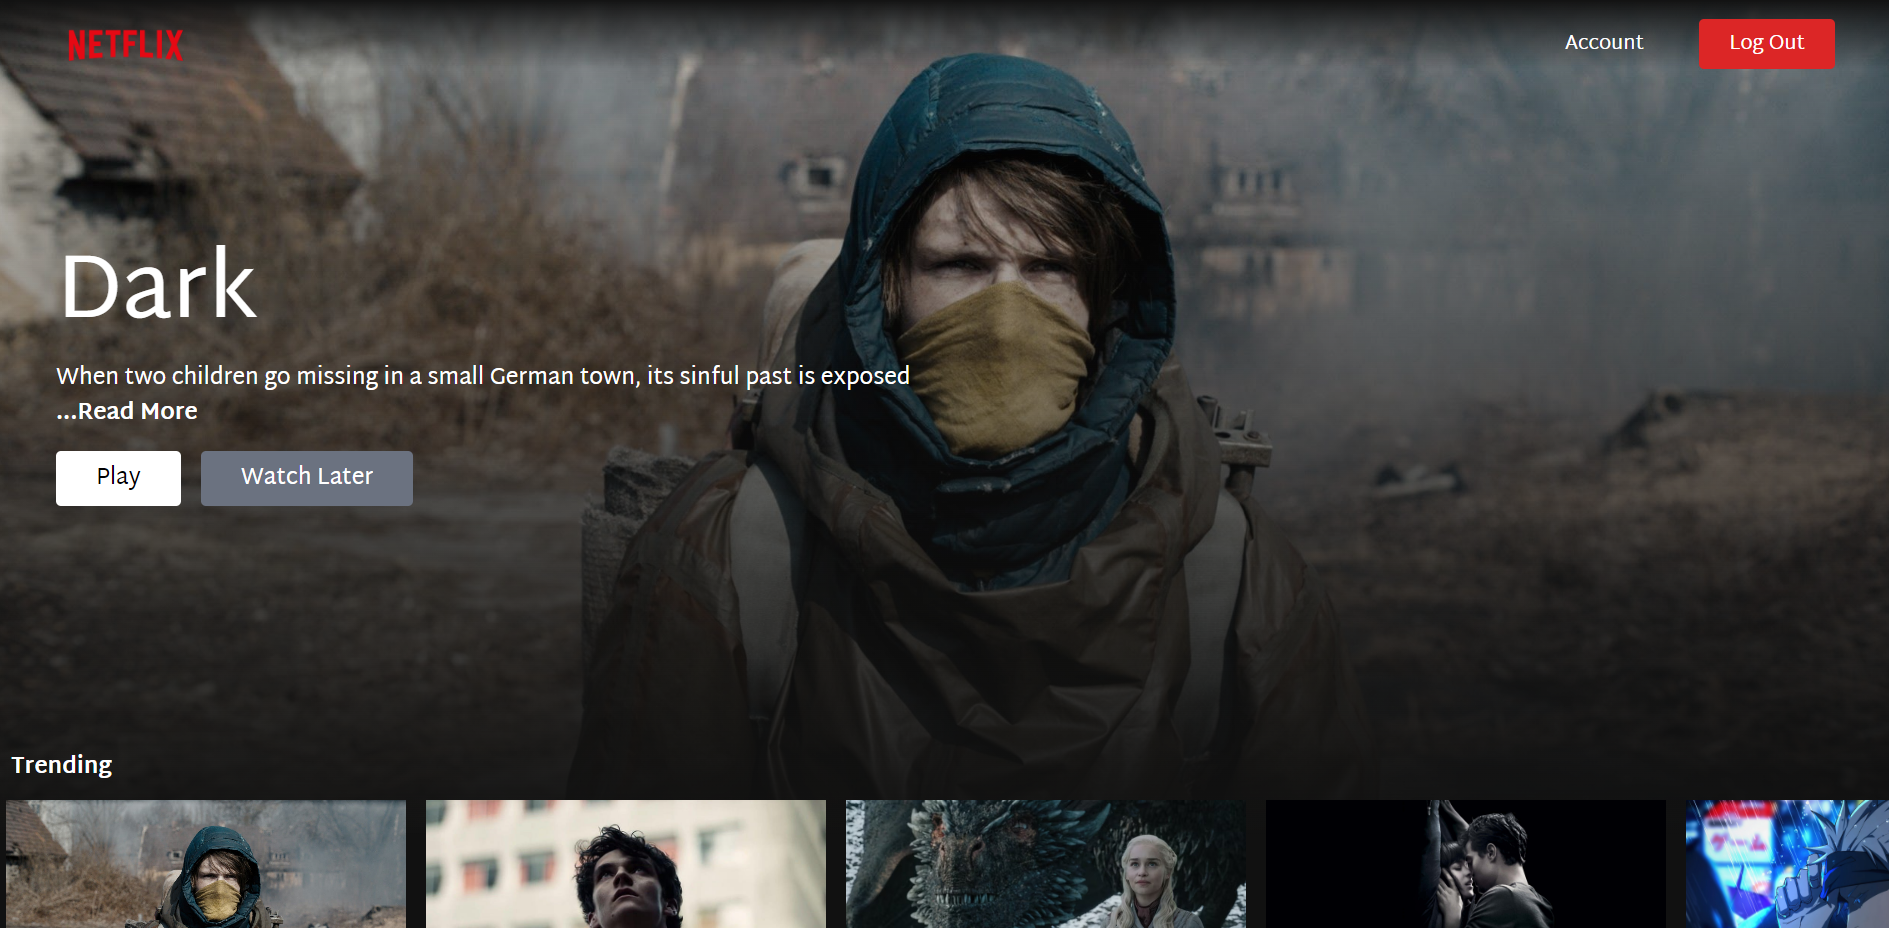 NETFLIX
Account
Log Out
Dark
When two children go missing in a small German town, its sinful past is exposed
...Read More
Play
Watch Later
Trending